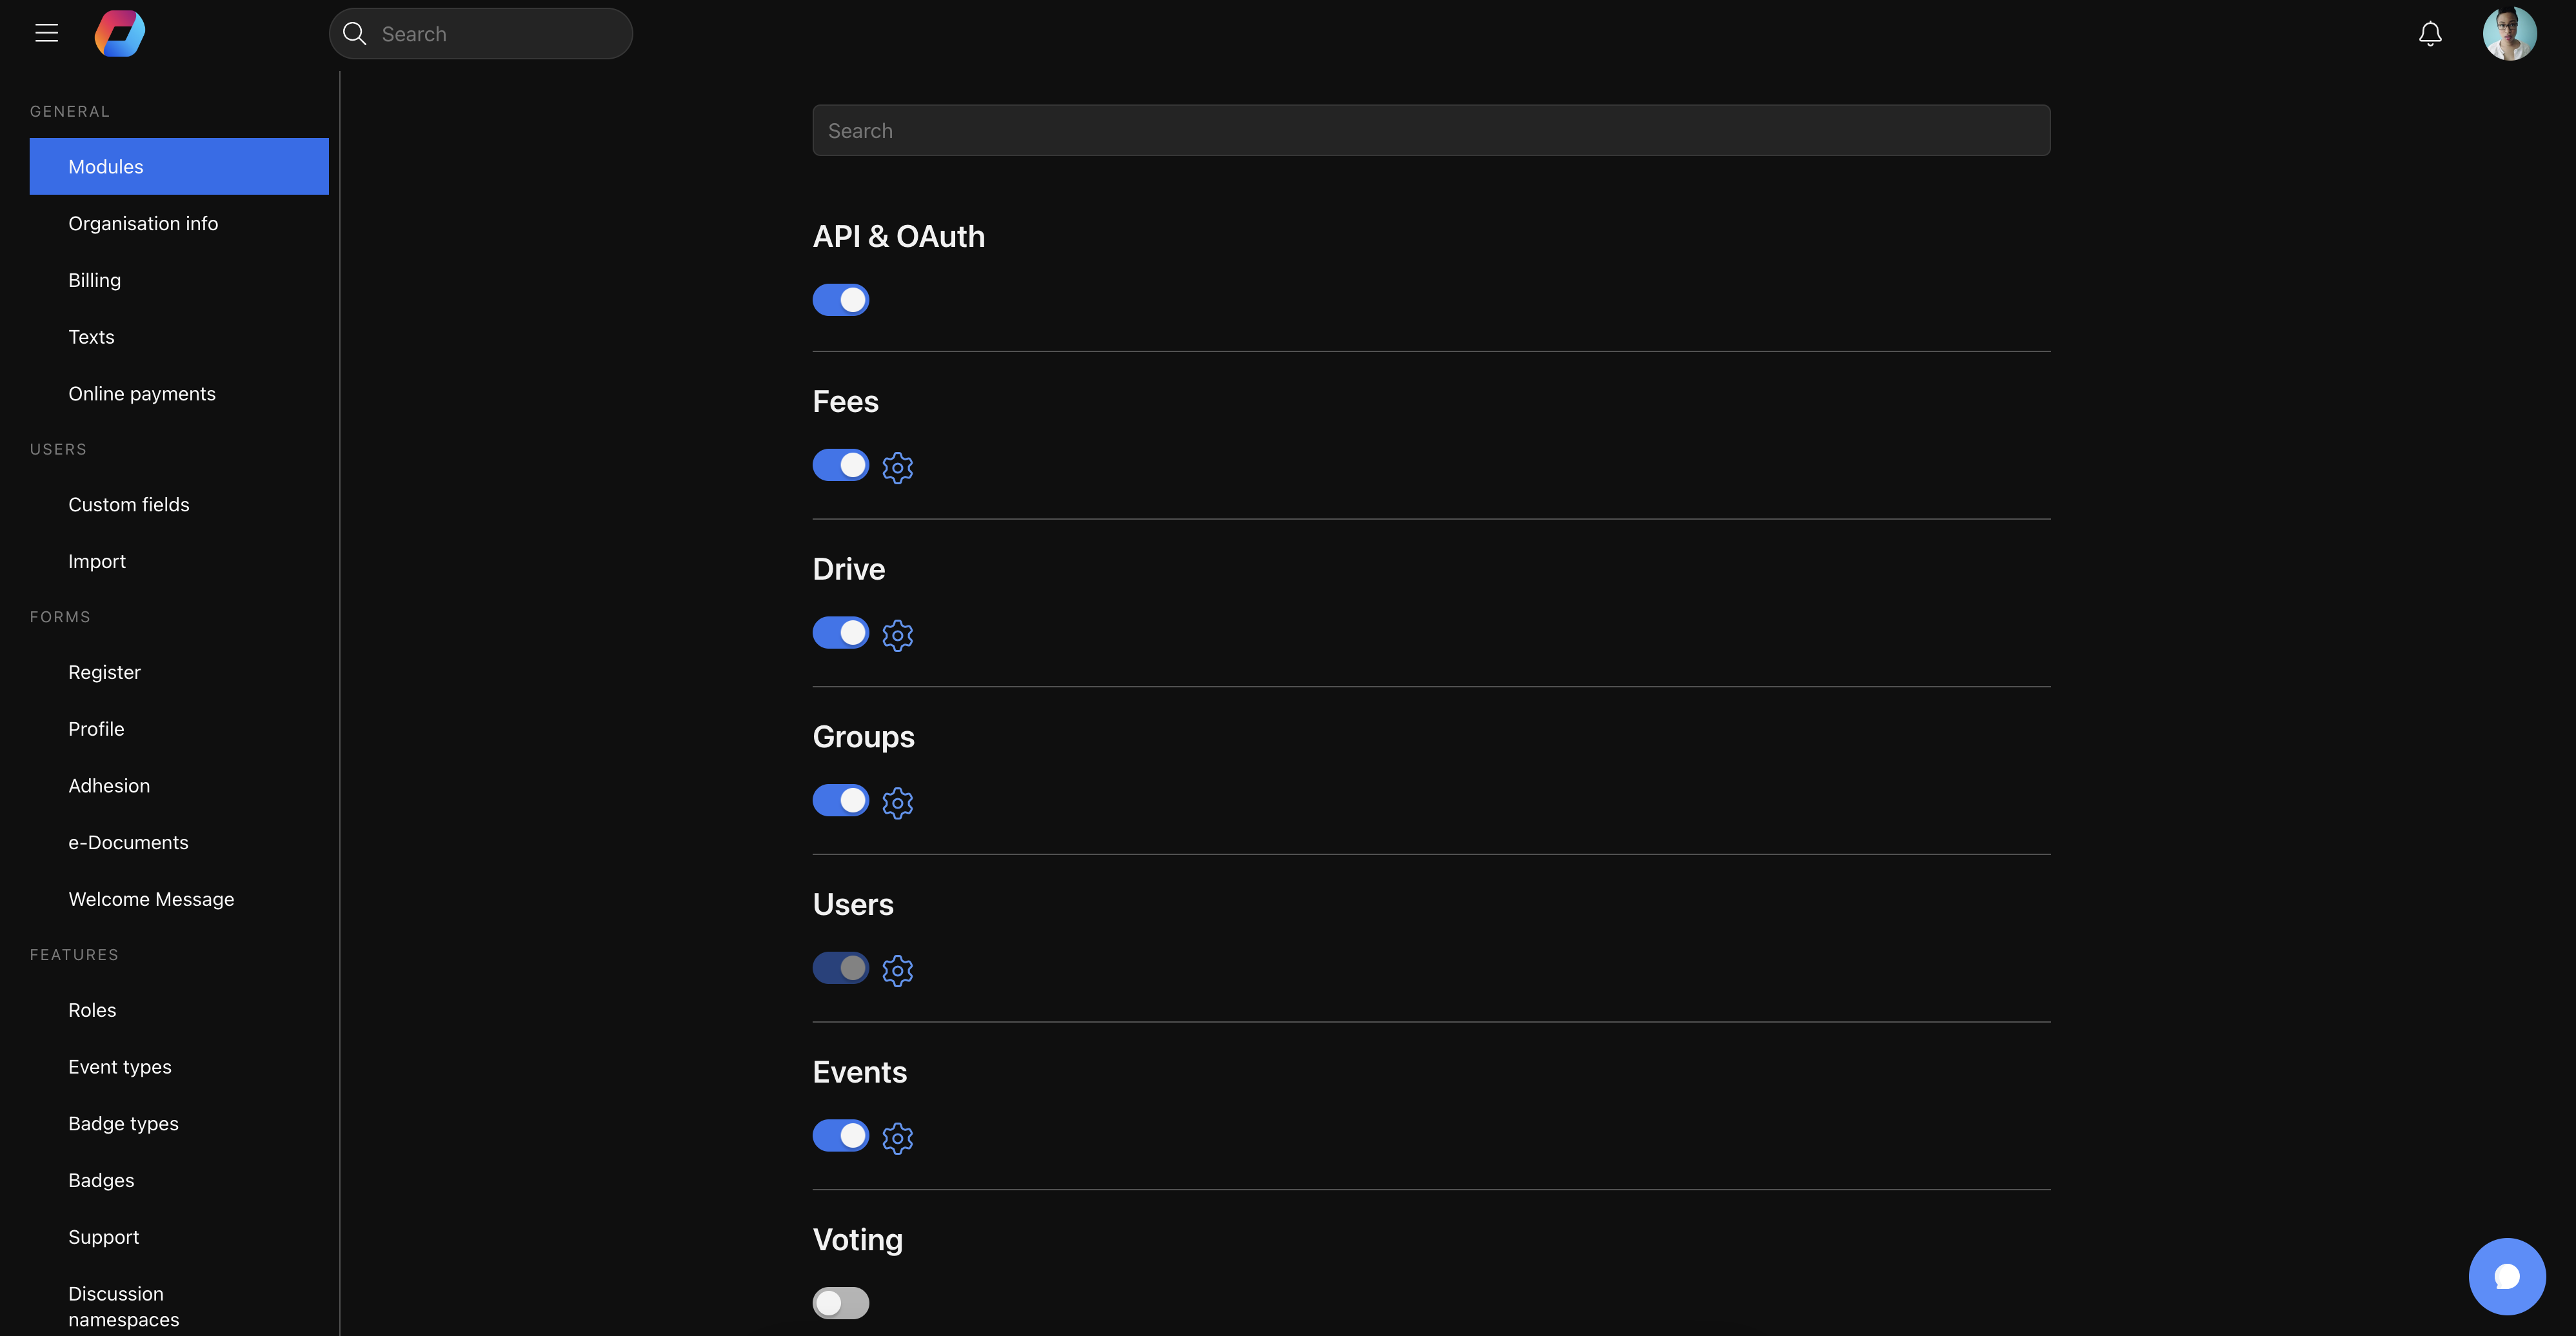 Search
GENERAL
Modules
Organisation info
Billing
Texts
Online payments
USERS
Custom fields
Import
FORMS
Register
Profile
Adhesion
e-Documents
Welcome Message
FEATURES
Roles
Event types
Badge types
Badges
Support
Discussion
namespaces
Search
API & OAuth
Fees
Drive
Groups
Users
Events
Voting